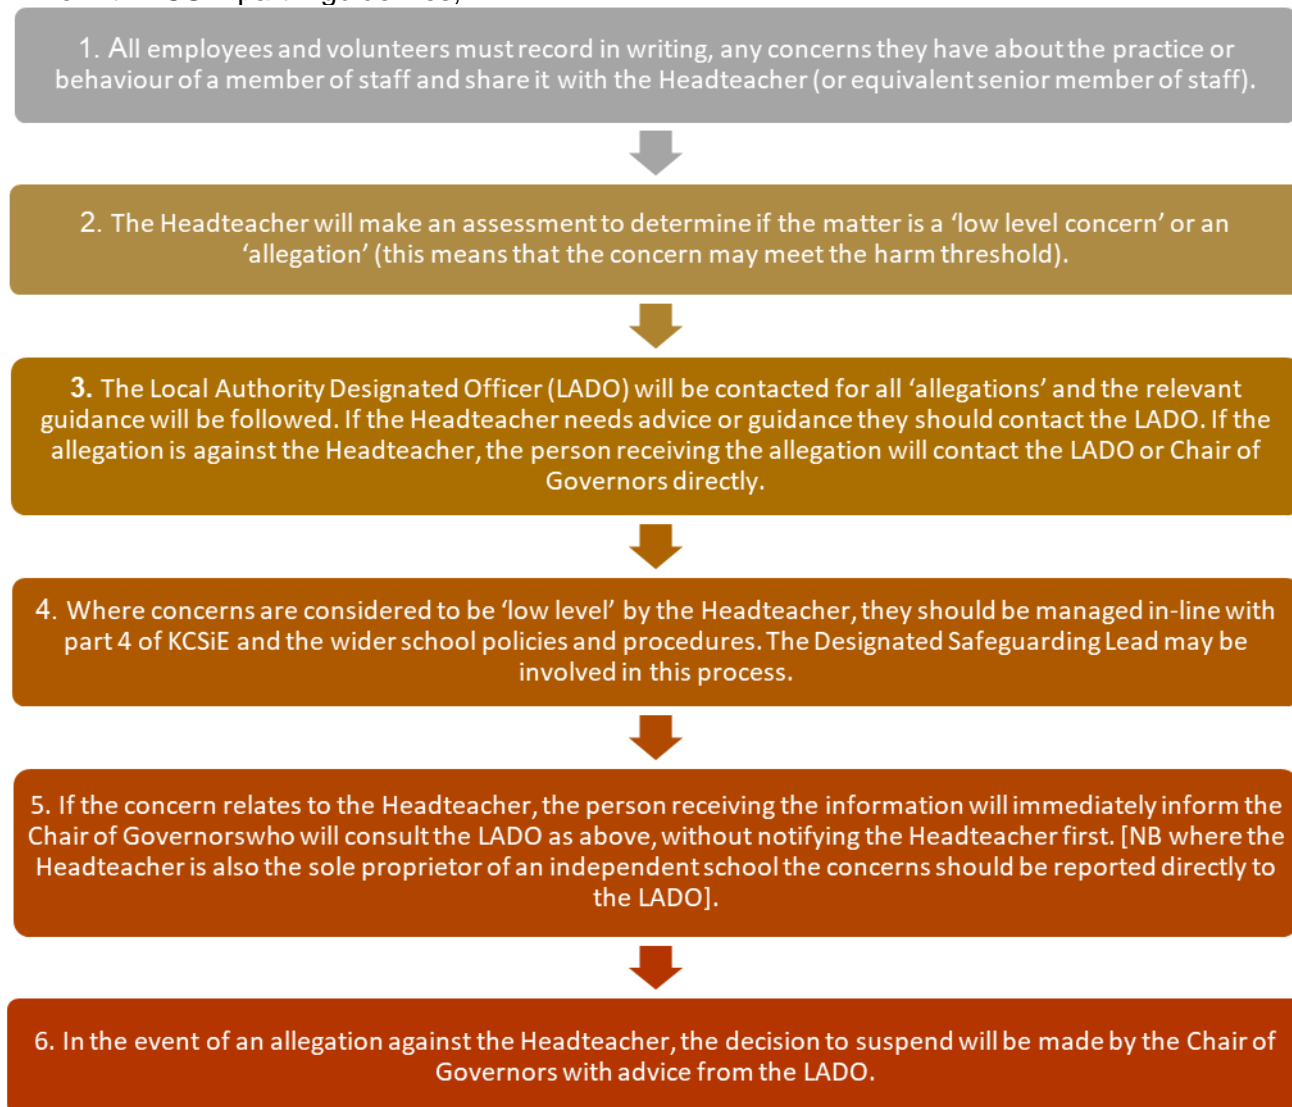 1. All employees and volunteers must record in writing, any concerns they have about the practice or
behaviour of a member of staff and share it with the Headteacher (or equivalent senior member of staff).
2. The Headteacher will make an assessment to determine if the matter is a ‘low level concern’ or an
‘allegation’ (this means that the concern may meet the harm threshold).
3. The Local Authority Designated Officer (LADO) will be contacted for all ‘allegations’ and the relevant
guidance will be followed. If the Headteacher needs advice or guidance they should contact the LADO. If the
allegation is against the Headteacher, the person receiving the allegation will contact the LADO or Chair of
Governors directly.
4. Where concerns are considered to be ‘low level’ by the Headteacher, they should be managed in-line with
part 4 of KCSiE and the wider school policies and procedures. The Designated Safeguarding Lead may be
involved in this process.
5. If the concern relates to the Headteacher, the person receiving the information will immediately inform the
Chair of Governorswho will consult the LADO as above, without notifying the Headteacher first. [NB where the
Headteacher is also the sole proprietor of an independent school the concerns should be reported directly to
the LADO].
6. In the event of an allegation against the Headteacher, the decision to suspend will be made by the Chair of
Governors with advice from the LADO.